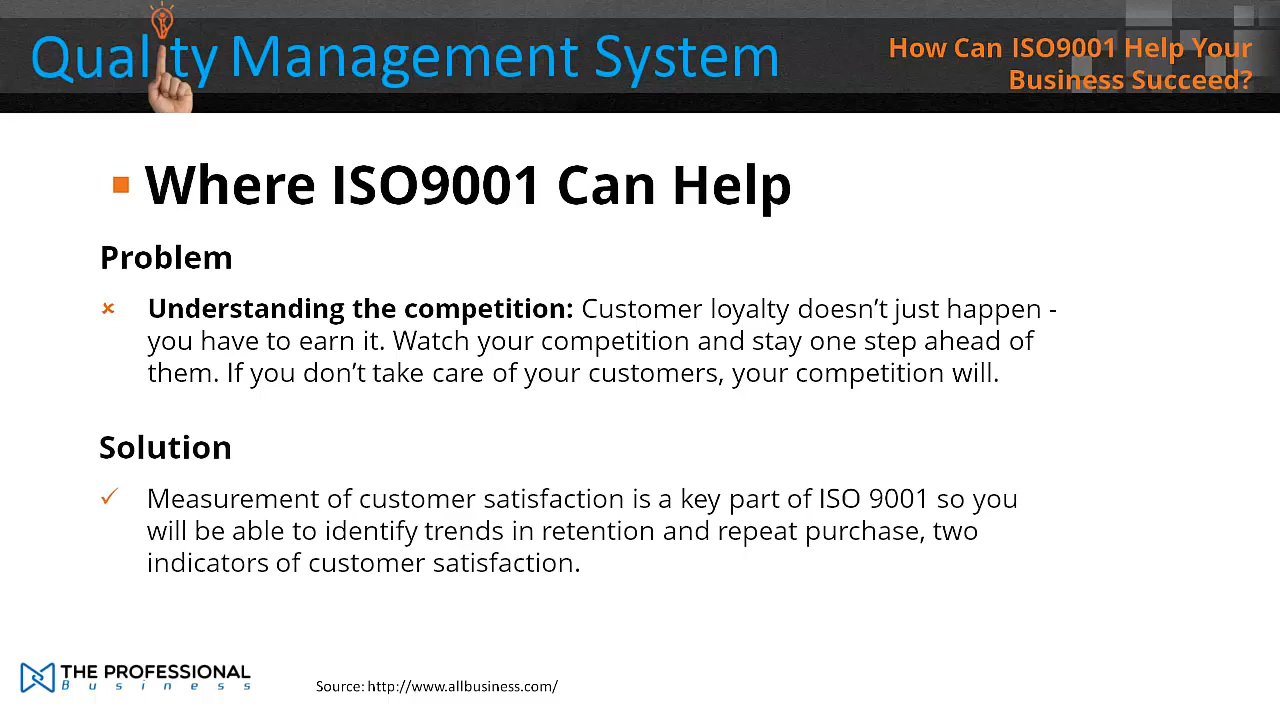 Quality Management System
How Can ISO9001 Help Your
Business Succeed?
Where ISO9001 Can Help
Problem
Understanding the competition: Customer loyalty doesn’t just happen -
you have to earn it. Watch your competition and stay one step ahead of
them. If you don’t take care of your customers, your competition will.
Solution
Measurement of customer satisfaction is a key part of ISO 9001 so you
will be able to identify trends in retention and repeat purchase, two
indicators of customer satisfaction.
THE PROFESSIONAL
Business
Source: http://www.allbusiness.com/